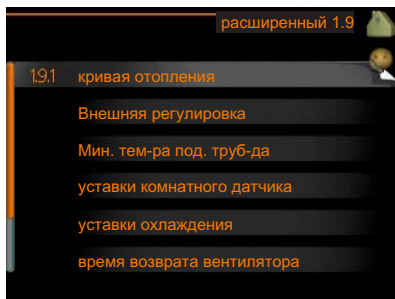 расширенный 1.9
1.9.1 кривая отопления
Внешняя регулировка
Мин. тем-ра под. труб-да
уставки комнатного датчика
уставки охлаждения
время возврата вентилятора